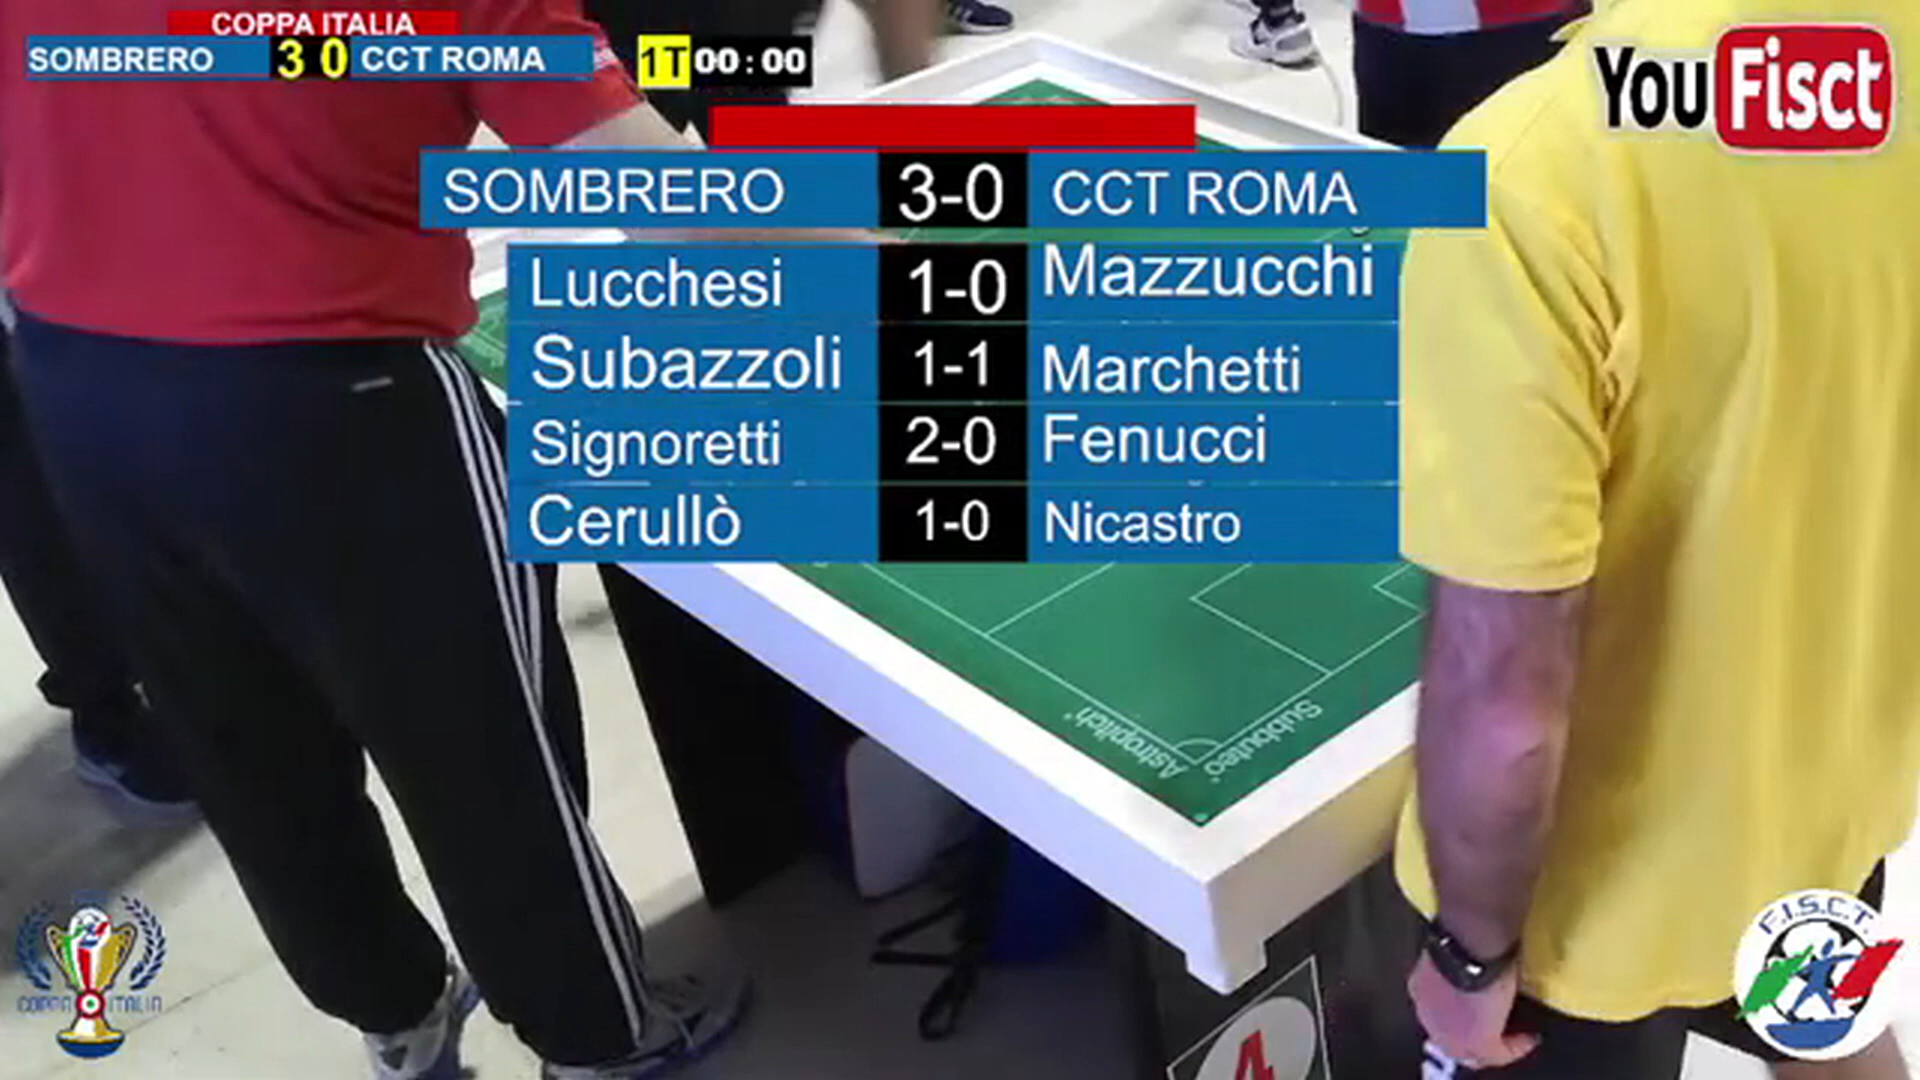 COPPA ITALIA
SOMBRERO 3 0 CCT ROMA 1T 00:00
YouFisct
SOMBRERO 3-0 CCT ROMA
Lucchesi 1-0 Mazzucchi
Subazzoli 1-1 Marchetti
Signoretti 2-0 Fenucci
Cerullò 1-0 Nicastro
Astropitch
Subbuteo
COPPA ITALIA
F.I.S.C.T.
4